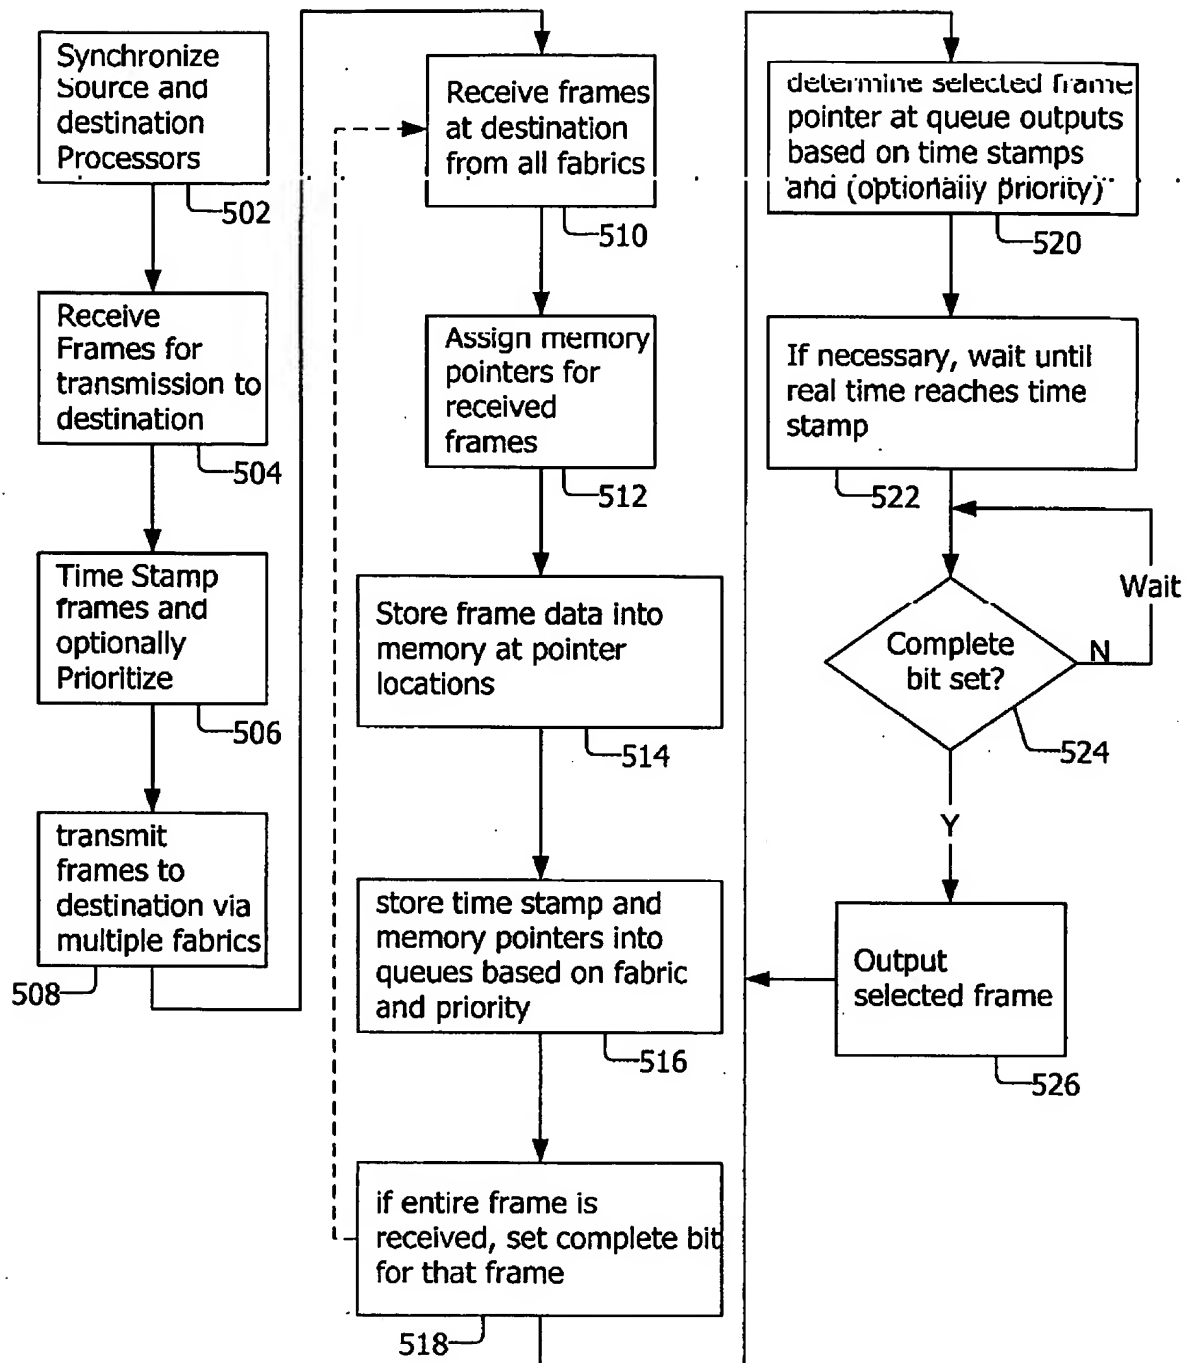 Synchronize
Source and
destination
Processors
502
Receive
Frames for
transmission to
destination
504
Time Stamp
frames and
optionally
Prioritize
506
transmit
frames to
destination via
multiple fabrics
508
Receive frames
at destination
from all fabrics
510
Assign memory
pointers for
received
frames
512
Store frame data into
memory at pointer
locations
514
store time stamp and
memory pointers into
queues based on fabric
and priority
516
if entire frame is
received, set complete bit
for that frame
518
determine selected frame
pointer at queue outputs
based on time stamps
and (optionally priority)
520
If necessary, wait until
real time reaches time
stamp
522
Wait
Complete
bit set?
N
524
Y
Output
selected frame
526